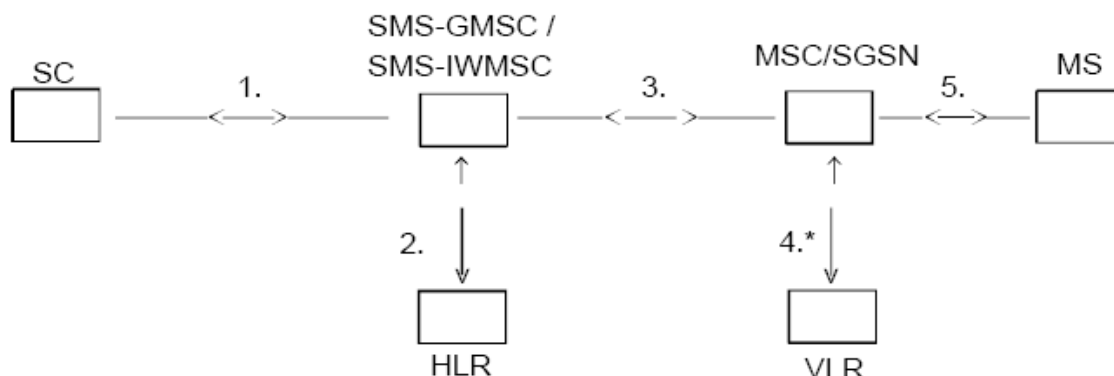 SMS-GMSC /
SMS-IWMSC
MSC/SGSN
MS
SC
1.
3.
5.
2.
4.*
HLR
VLR